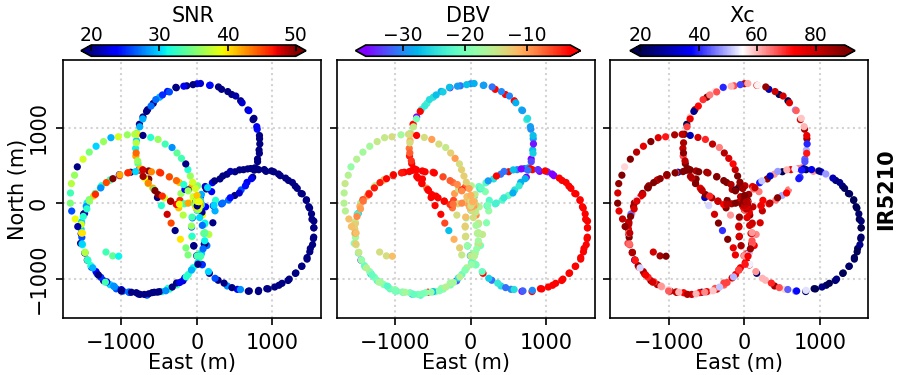 SNR DBV Xc
20 30 40 50 −30 −20 −10 20 40 60 80
North (m)
1000
0
−1000
−1000 0 1000 −1000 0 1000 −1000 0 1000
East (m) East (m) East (m)
IR5210